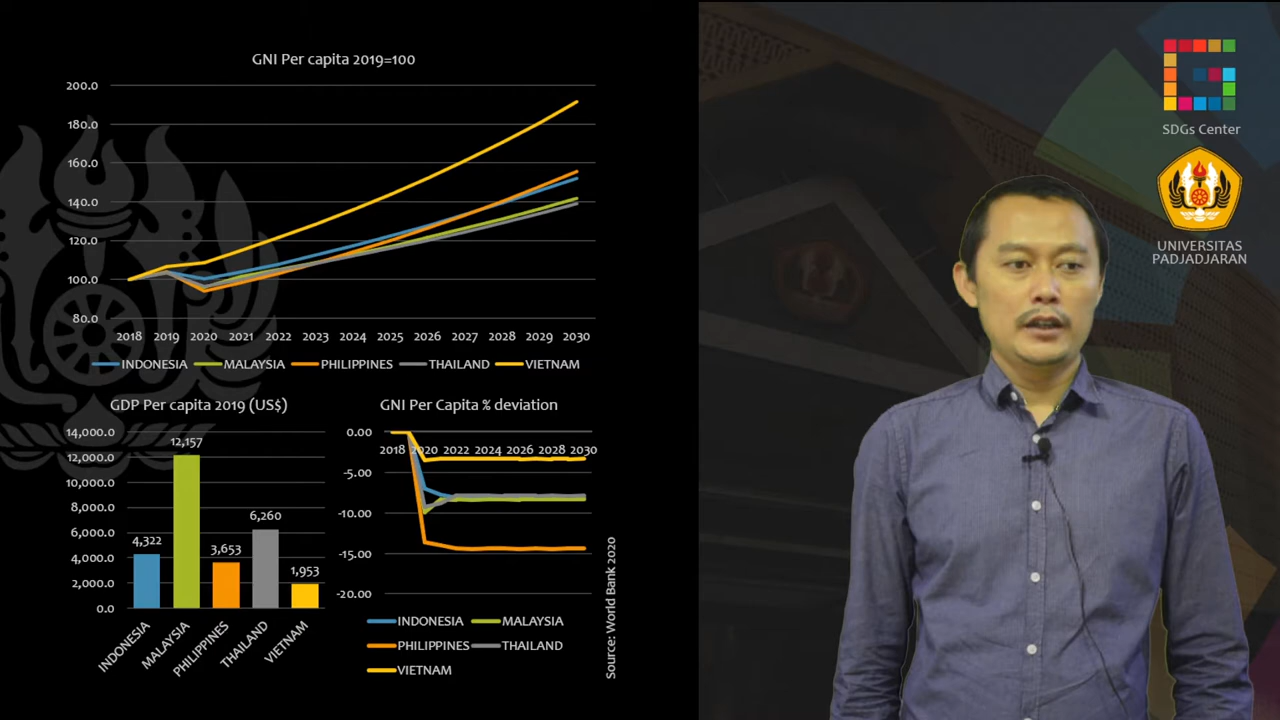 GNI Per capita 2019=100
200.0
180.0
160.0
140.0
120.0
100.0
80.0
2018 2019 2020 2021 2022 2023 2024 2025 2026 2027 2028 2029 2030
INDONESIA MALAYSIA PHILIPPINES THAILAND VIETNAM
GDP Per capita 2019 (US$)
14,000.0
12,000.0
10,000.0
8,000.0
6,000.0
4,000.0
2,000.0
0.0
4,322
12,157
3,653
6,260
1,953
INDONESIA
MALAYSIA
PHILIPPINES
THAILAND
VIETNAM
GNI Per Capita % deviation
0.00
-5.00
-10.00
-15.00
-20.00
2018 2020 2022 2024 2026 2028 2030
INDONESIA MALAYSIA
PHILIPPINES THAILAND
VIETNAM
Source: World Bank 2020
SDGs Center
UNIVERSITAS
PADJADJARAN